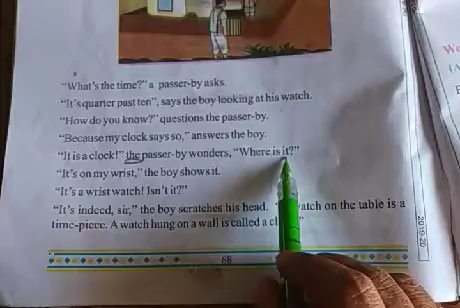 "What's the time?" a passer-by asks.
"It's quarter past ten", says the boy looking at his watch.
"How do you know?" questions the passer-by.
"Because my clock says so," answers the boy.
"It is a clock!" the passer-by wonders, "Where is it?"
"It's on my wrist," the boy shows it.
"It's a wrist watch! Isn't it?"
"It's indeed, sir," the boy scratches his head. atch on the table is a
time-piece. A watch hung on a wall is called a cl
68
2019-20
We